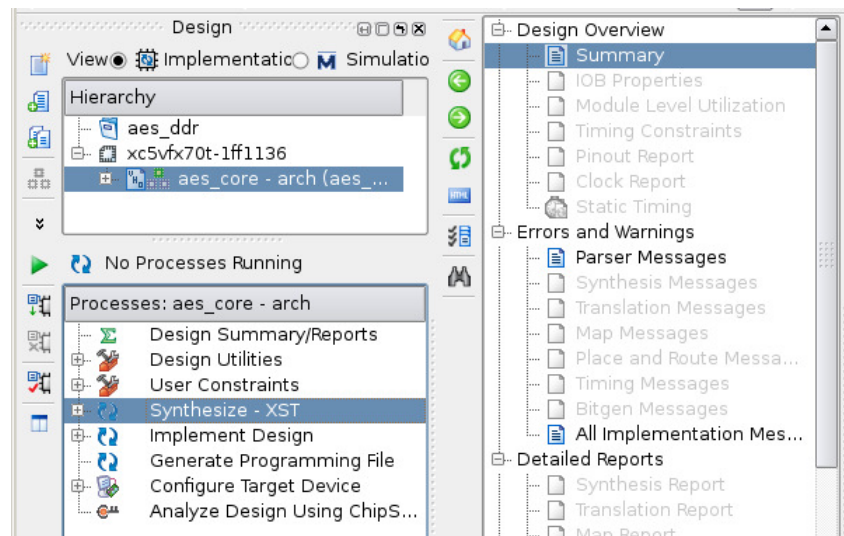 Design
View Implementatic Simulatio
Hierarchy
aes_ddr
xc5vfx70t-1ff1136
aes_core - arch (aes_...
No Processes Running
Processes: aes_core - arch
Design Summary/Reports
Design Utilities
User Constraints
Synthesize - XST
Implement Design
Generate Programming File
Configure Target Device
Analyze Design Using ChipS...
HTML
Design Overview
Summary
IOB Properties
Module Level Utilization
Timing Constraints
Pinout Report
Clock Report
Static Timing
Errors and Warnings
Parser Messages
Synthesis Messages
Translation Messages
Map Messages
Place and Route Messa...
Timing Messages
Bitgen Messages
All Implementation Mes...
Detailed Reports
Synthesis Report
Translation Report
Map Report